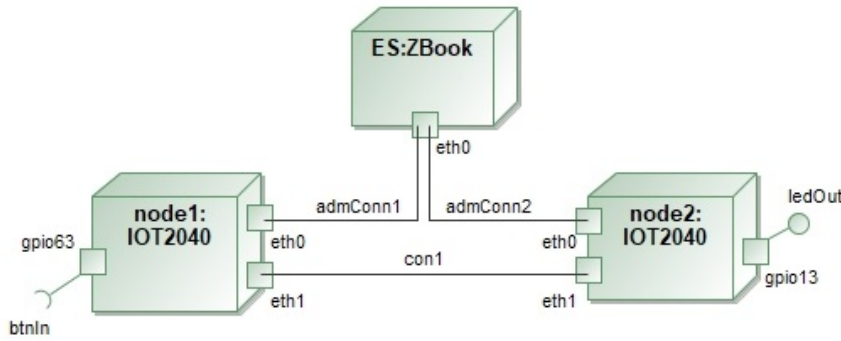 ES:ZBook
eth0
admConn1
admConn2
node1:
IOT2040
node2:
IOT2040
ledOut
gpio63
eth0
eth0
con1
gpio13
eth1
eth1
btnIn